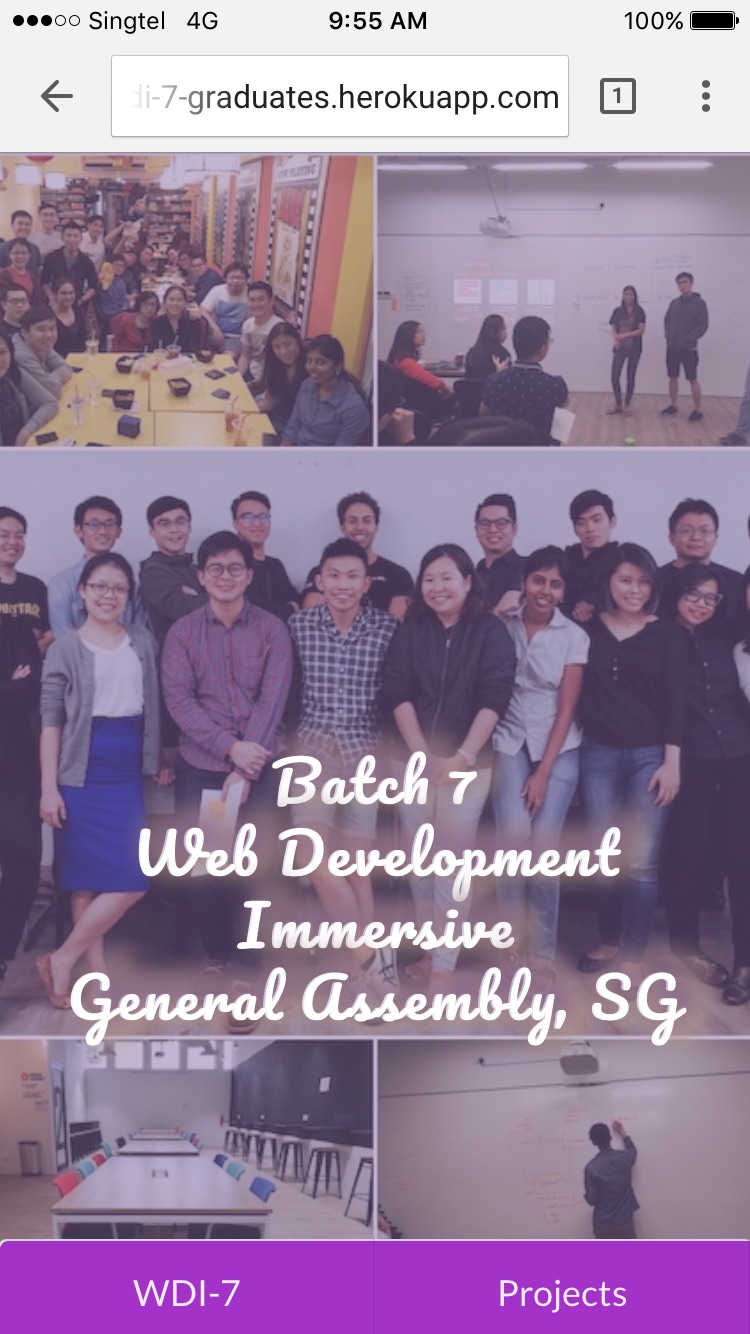 Singtel 4G 9:55 AM 100%
di-7-graduates.herokuapp.com
1
Batch 7
Web Development
Immersive
General Assembly, SG
WDI-7
Projects